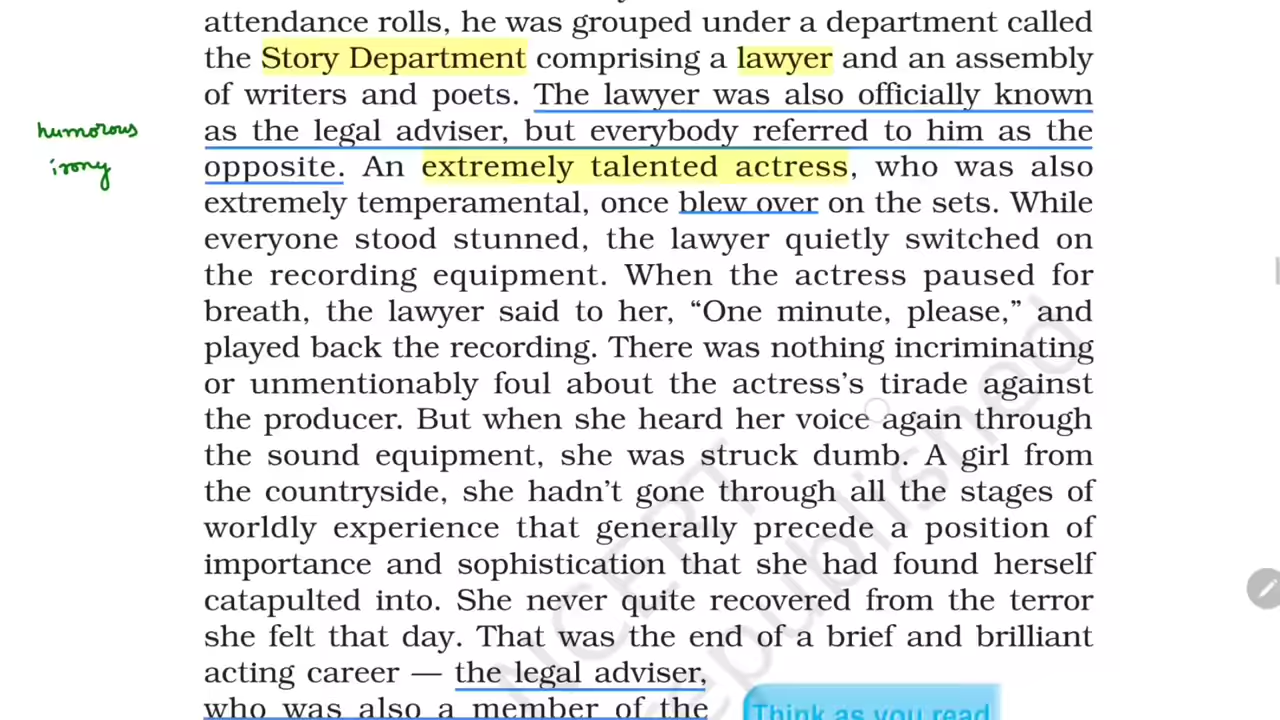 attendance rolls, he was grouped under a department called
the Story Department comprising a lawyer and an assembly
of writers and poets. The lawyer was also officially known
humorous
irony
as the legal adviser, but everybody referred to him as the
opposite. An extremely talented actress, who was also
extremely temperamental, once blew over on the sets. While
everyone stood stunned, the lawyer quietly switched on
the recording equipment. When the actress paused for
breath, the lawyer said to her, “One minute, please,” and
played back the recording. There was nothing incriminating
or unmentionably foul about the actress’s tirade against
the producer. But when she heard her voice again through
the sound equipment, she was struck dumb. A girl from
the countryside, she hadn’t gone through all the stages of
worldly experience that generally precede a position of
importance and sophistication that she had found herself
catapulted into. She never quite recovered from the terror
she felt that day. That was the end of a brief and brilliant
acting career — the legal adviser,
who was also a member of the
Think as you read
NCERT
republished